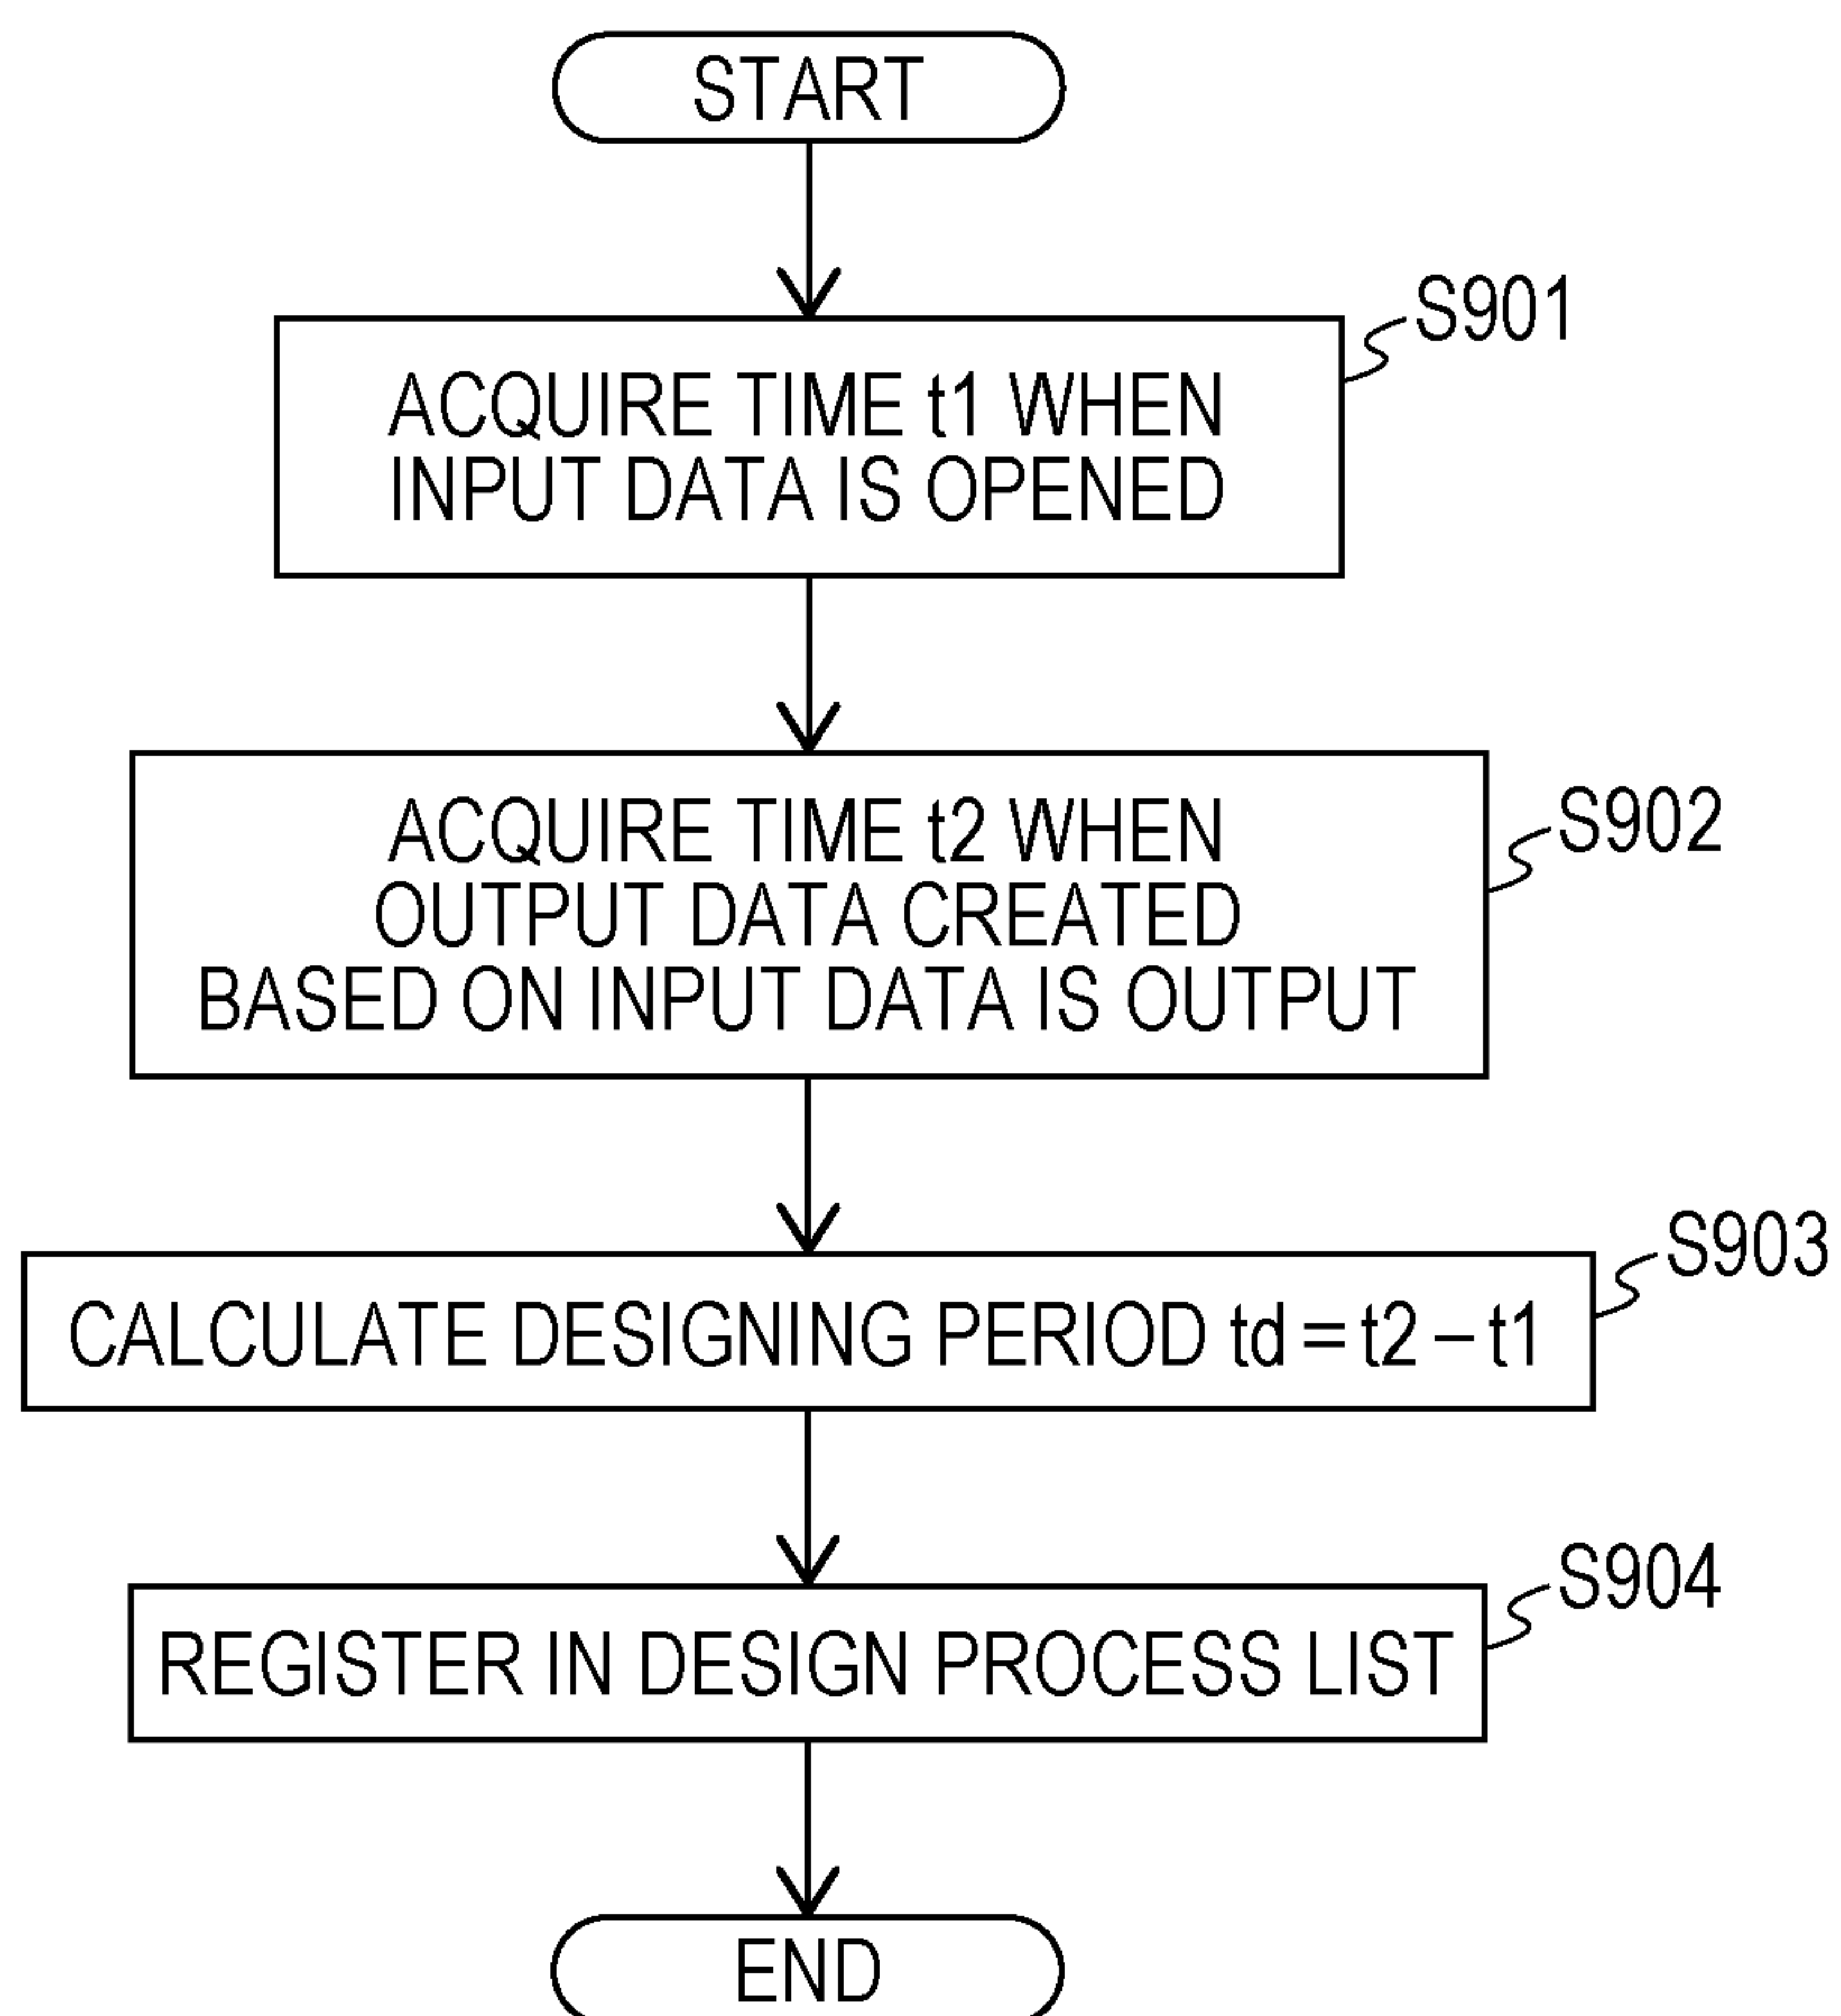 START
S901
ACQUIRE TIME t1 WHEN
INPUT DATA IS OPENED
S902
ACQUIRE TIME t2 WHEN
OUTPUT DATA CREATED
BASED ON INPUT DATA IS OUTPUT
S903
CALCULATE DESIGNING PERIOD td = t2 – t1
S904
REGISTER IN DESIGN PROCESS LIST
END